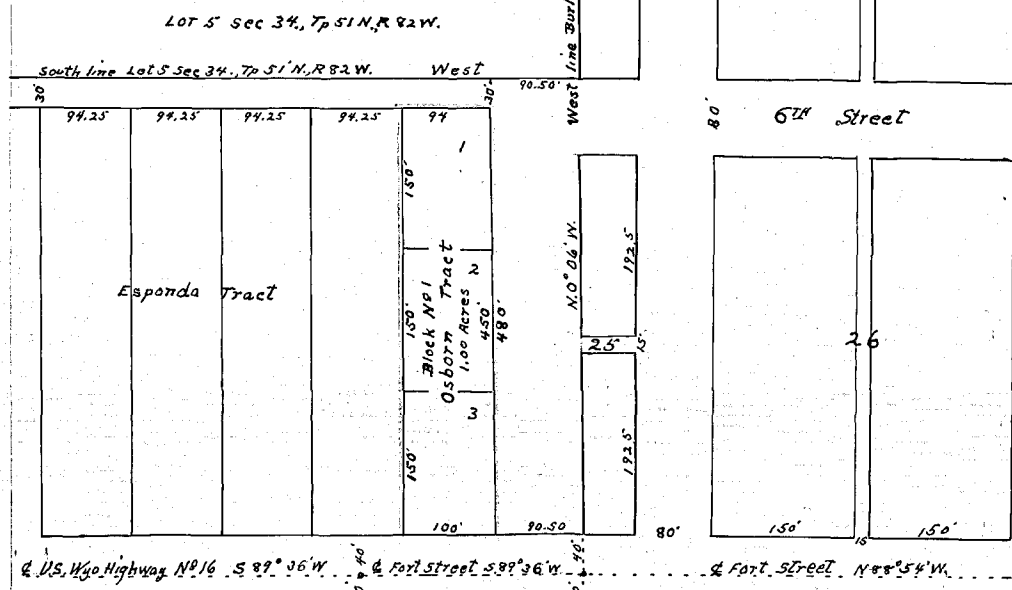 LOT 5 Sec 34., Tp 51 N., R 82 W.
South line Lot 5 Sec 34., Tp 51 N., R 82 W. West
90.50'
West line Burl
30'
30'
94.25 94.25 94.25 94.25 94
80'
6TH Street
1
150'
Esponda Tract
150'
Block Nº 1
Osborn Tract
1.00 Acres
2
450'
480'
N.0° 06' W.
192.5
25
15'
26
3
150'
192.5
100'
90.50
80'
150'
15
150'
₵ U.S. Wyo Highway Nº 16 S 89° 36' W
40'
₵ Fort Street S. 89° 36' W.
40'
₵ Fort Street N 88° 54' W.